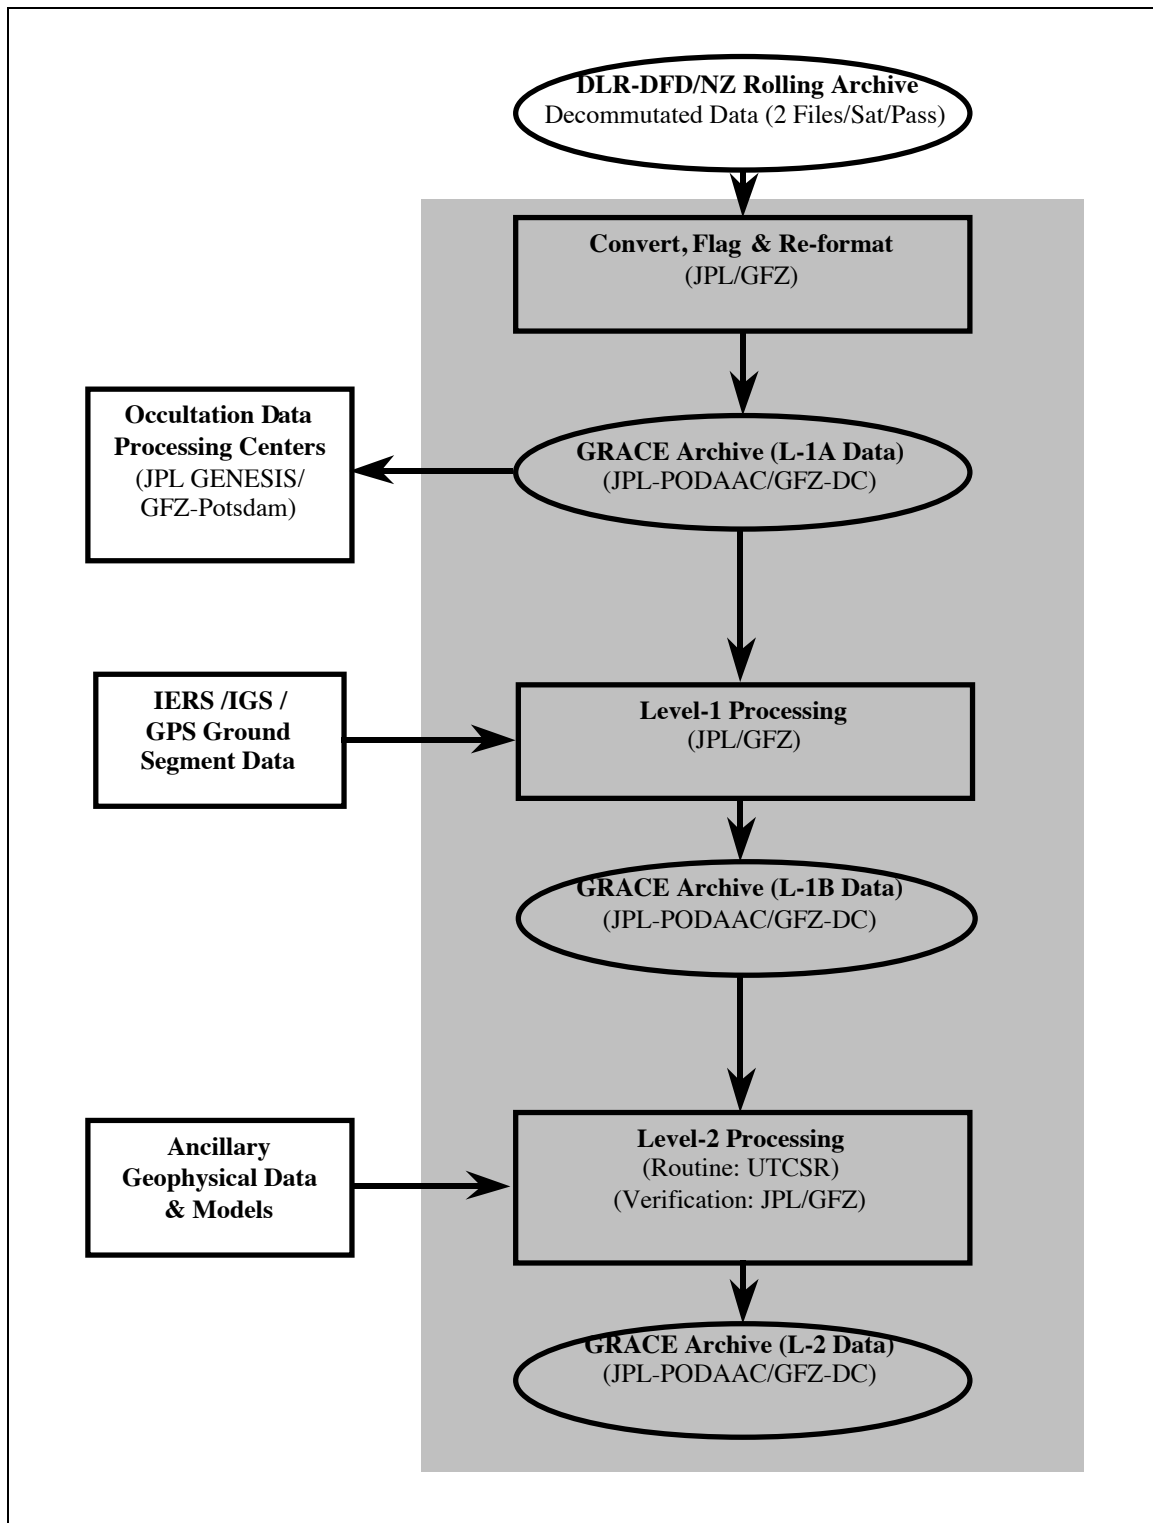 DLR-DFD/NZ Rolling Archive
Decommutated Data (2 Files/Sat/Pass)
Convert, Flag & Re-format
(JPL/GFZ)
Occultation Data
Processing Centers
(JPL GENESIS/
GFZ-Potsdam)
GRACE Archive (L-1A Data)
(JPL-PODAAC/GFZ-DC)
IERS /IGS /
GPS Ground
Segment Data
Level-1 Processing
(JPL/GFZ)
GRACE Archive (L-1B Data)
(JPL-PODAAC/GFZ-DC)
Ancillary
Geophysical Data
& Models
Level-2 Processing
(Routine: UTCSR)
(Verification: JPL/GFZ)
GRACE Archive (L-2 Data)
(JPL-PODAAC/GFZ-DC)